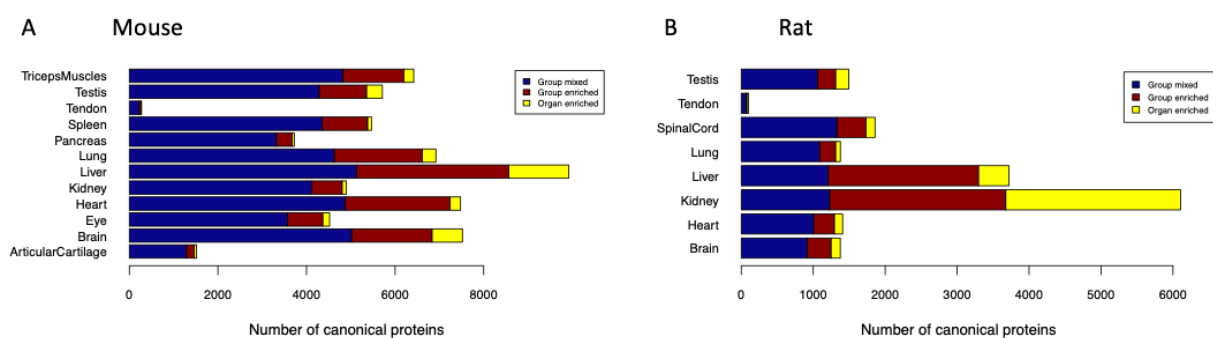 A Mouse
TricepsMuscles
Testis
Tendon
Spleen
Pancreas
Lung
Liver
Kidney
Heart
Eye
Brain
ArticularCartilage
Group mixed
Group enriched
Organ enriched
0 2000 4000 6000 8000
Number of canonical proteins
B Rat
Testis
Tendon
SpinalCord
Lung
Liver
Kidney
Heart
Brain
Group mixed
Group enriched
Organ enriched
0 1000 2000 3000 4000 5000 6000
Number of canonical proteins